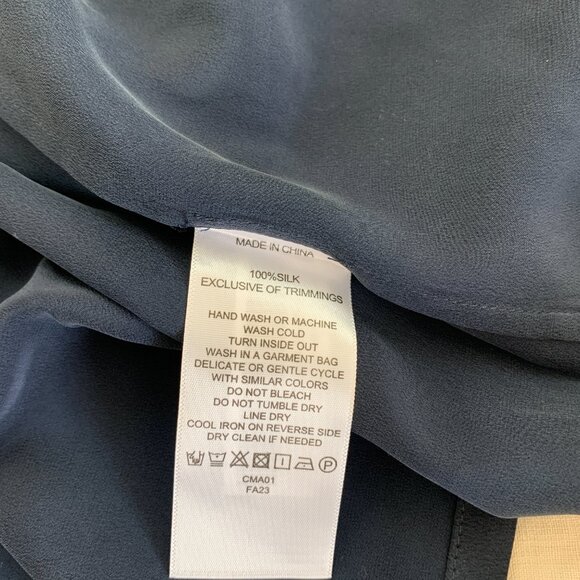 MADE IN CHINA
100%SILK
EXCLUSIVE OF TRIMMINGS
HAND WASH OR MACHINE
WASH COLD
TURN INSIDE OUT
WASH IN A GARMENT BAG
DELICATE OR GENTLE CYCLE
WITH SIMILAR COLORS
DO NOT BLEACH
DO NOT TUMBLE DRY
LINE DRY
COOL IRON ON REVERSE SIDE
DRY CLEAN IF NEEDED
P
CMA01
FA23